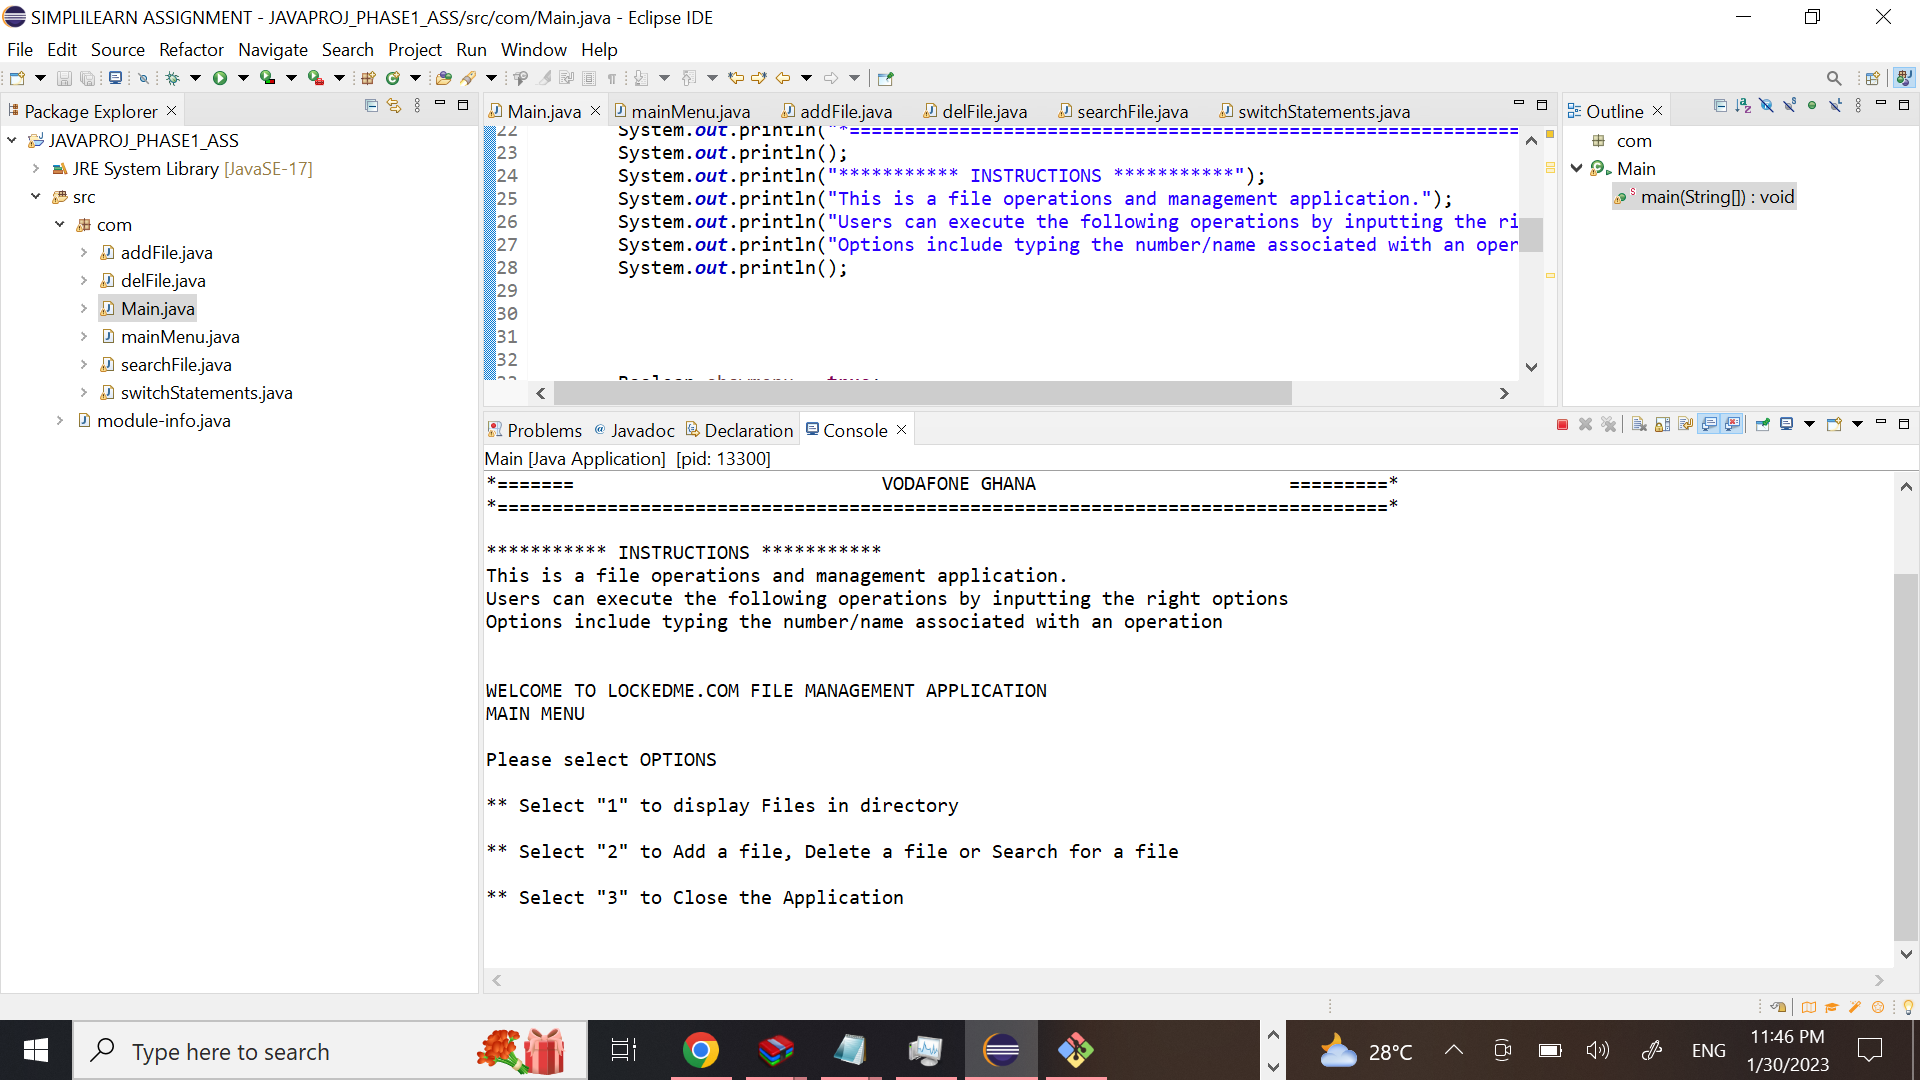 SIMPLILEARN ASSIGNMENT - JAVAPROJ_PHASE1_ASS/src/com/Main.java - Eclipse IDE
File Edit Source Refactor Navigate Search Project Run Window Help
Package Explorer
JAVAPROJ_PHASE1_ASS
JRE System Library [JavaSE-17]
src
com
addFile.java
delFile.java
Main.java
mainMenu.java
searchFile.java
switchStatements.java
module-info.java
Main.java mainMenu.java addFile.java delFile.java searchFile.java switchStatements.java
22 System.out.println("*=============================================================
23 System.out.println();
24 System.out.println("*********** INSTRUCTIONS ***********");
25 System.out.println("This is a file operations and management application.");
26 System.out.println("Users can execute the following operations by inputting the ri
27 System.out.println("Options include typing the number/name associated with an oper
28 System.out.println();
29
30
31
32
Outline
com
Main
main(String[]) : void
Problems Javadoc Declaration Console
Main [Java Application] [pid: 13300]
*======= VODAFONE GHANA =========*
*=================================================================================*
*********** INSTRUCTIONS ***********
This is a file operations and management application.
Users can execute the following operations by inputting the right options
Options include typing the number/name associated with an operation
WELCOME TO LOCKEDME.COM FILE MANAGEMENT APPLICATION
MAIN MENU
Please select OPTIONS
** Select "1" to display Files in directory
** Select "2" to Add a file, Delete a file or Search for a file
** Select "3" to Close the Application
Type here to search
28°C
ENG
11:46 PM
1/30/2023